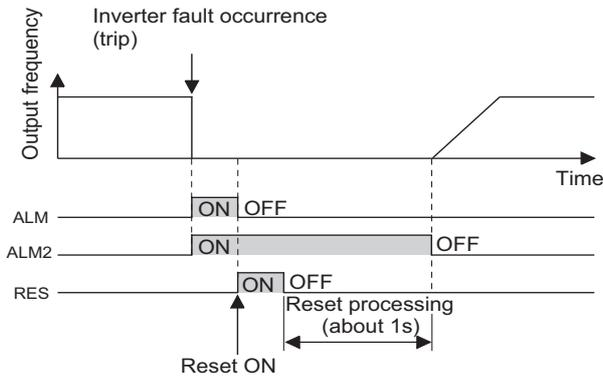 Inverter fault occurrence
(trip)
Output frequency
Time
ALM
ON
OFF
ALM2
ON
OFF
RES
ON
OFF
Reset processing
(about 1s)
Reset ON